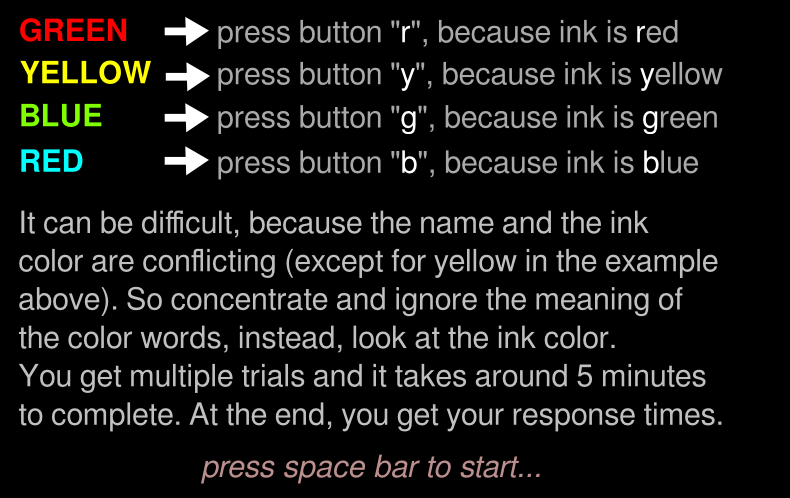 GREEN press button "r", because ink is red
YELLOW press button "y", because ink is yellow
BLUE press button "g", because ink is green
RED press button "b", because ink is blue
It can be difficult, because the name and the ink
color are conflicting (except for yellow in the example
above). So concentrate and ignore the meaning of
the color words, instead, look at the ink color.
You get multiple trials and it takes around 5 minutes
to complete. At the end, you get your response times.
press space bar to start...